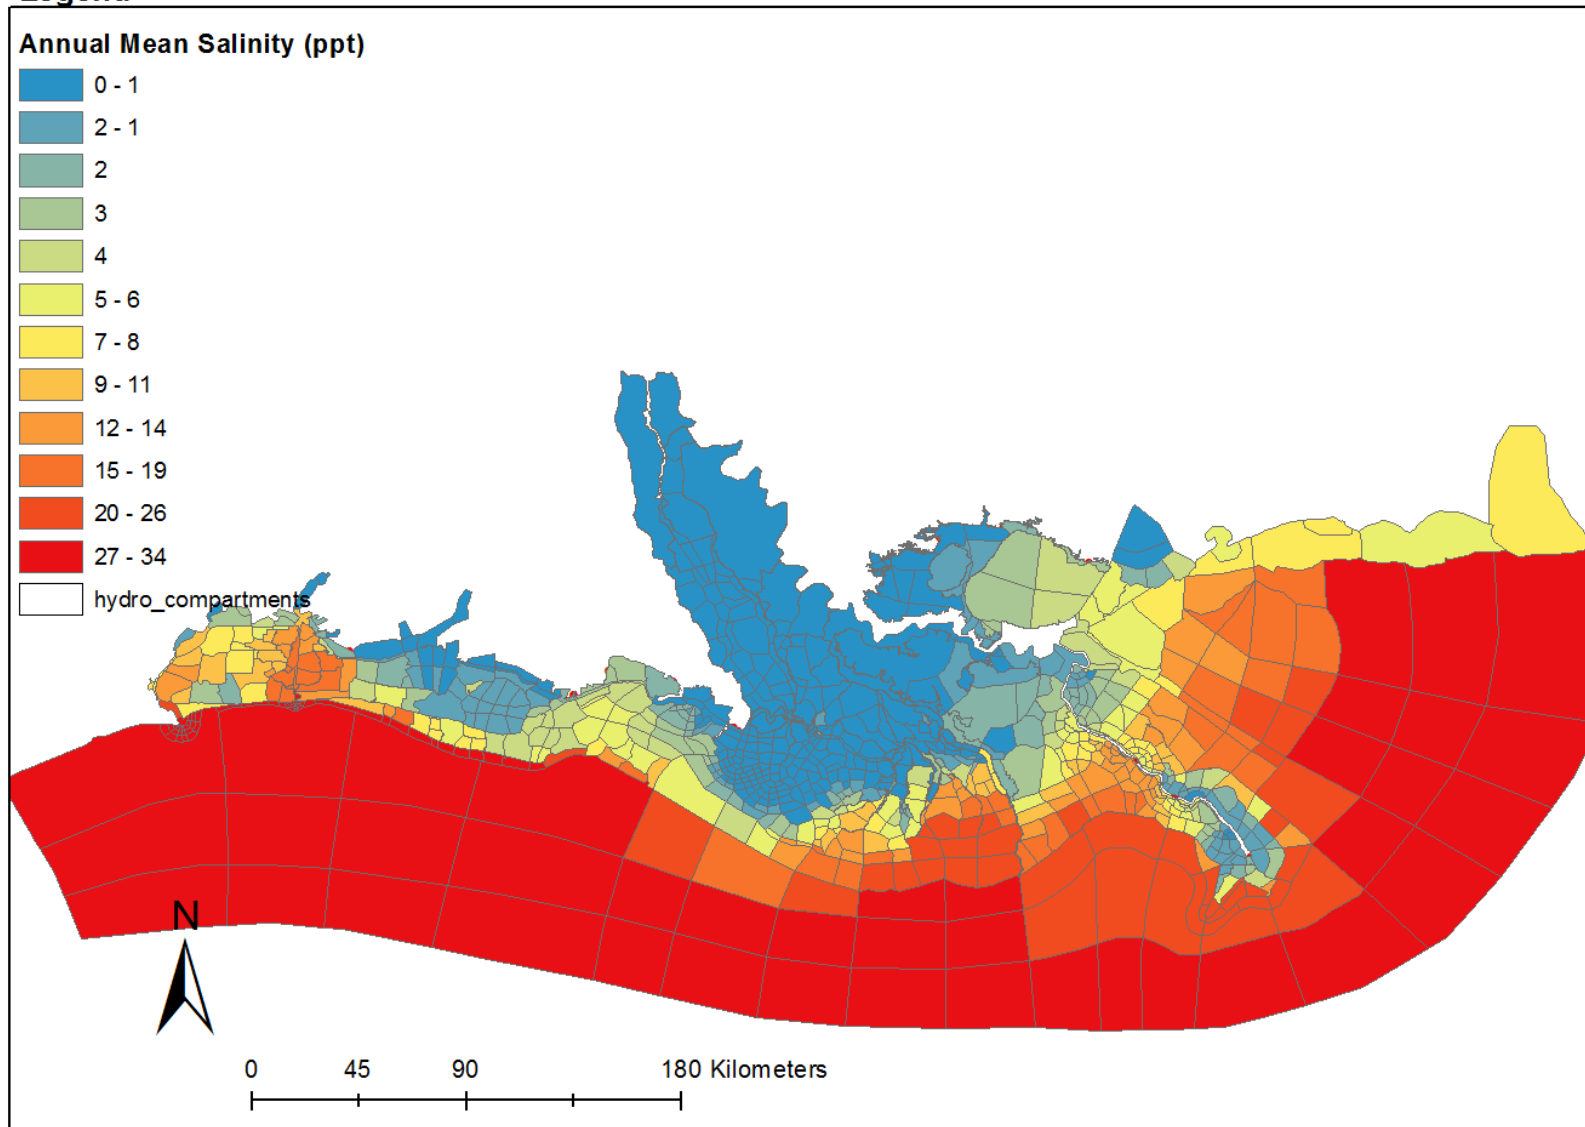 Legend
Annual Mean Salinity (ppt)
0 - 1
2 - 1
2
3
4
5 - 6
7 - 8
9 - 11
12 - 14
15 - 19
20 - 26
27 - 34
hydro_compartments
N
0 45 90 180 Kilometers